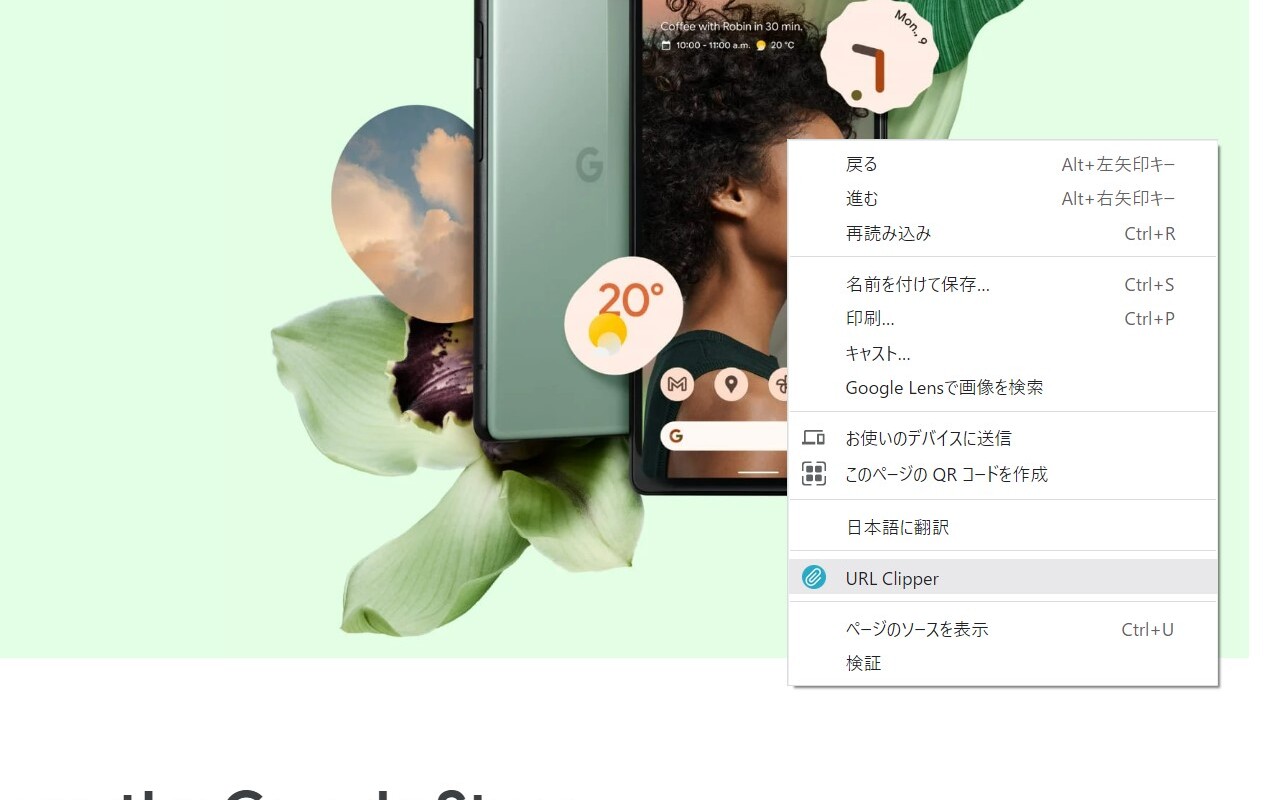 Coffee with Robin in 30 min.
10:00 - 11:00 a.m. 20 °C
Mon., 9
G
20°
G
戻る Alt+左矢印キー
進む Alt+右矢印キー
再読み込み Ctrl+R
名前を付けて保存... Ctrl+S
印刷... Ctrl+P
キャスト...
Google Lensで画像を検索
お使いのデバイスに送信
このページの QR コードを作成
日本語に翻訳
URL Clipper
ページのソースを表示 Ctrl+U
検証
the Google Store